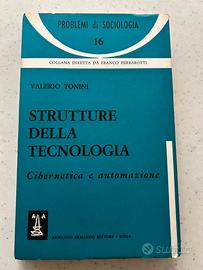 PROBLEMI di SOCIOLOGIA
16
COLLANA DIRETTA DA FRANCO FERRAROTTI
VALERIO TONINI
STRUTTURE
DELLA
TECNOLOGIA
Cibernetica e automazione
ARMANDO ARMANDO EDITORE - ROMA
subito